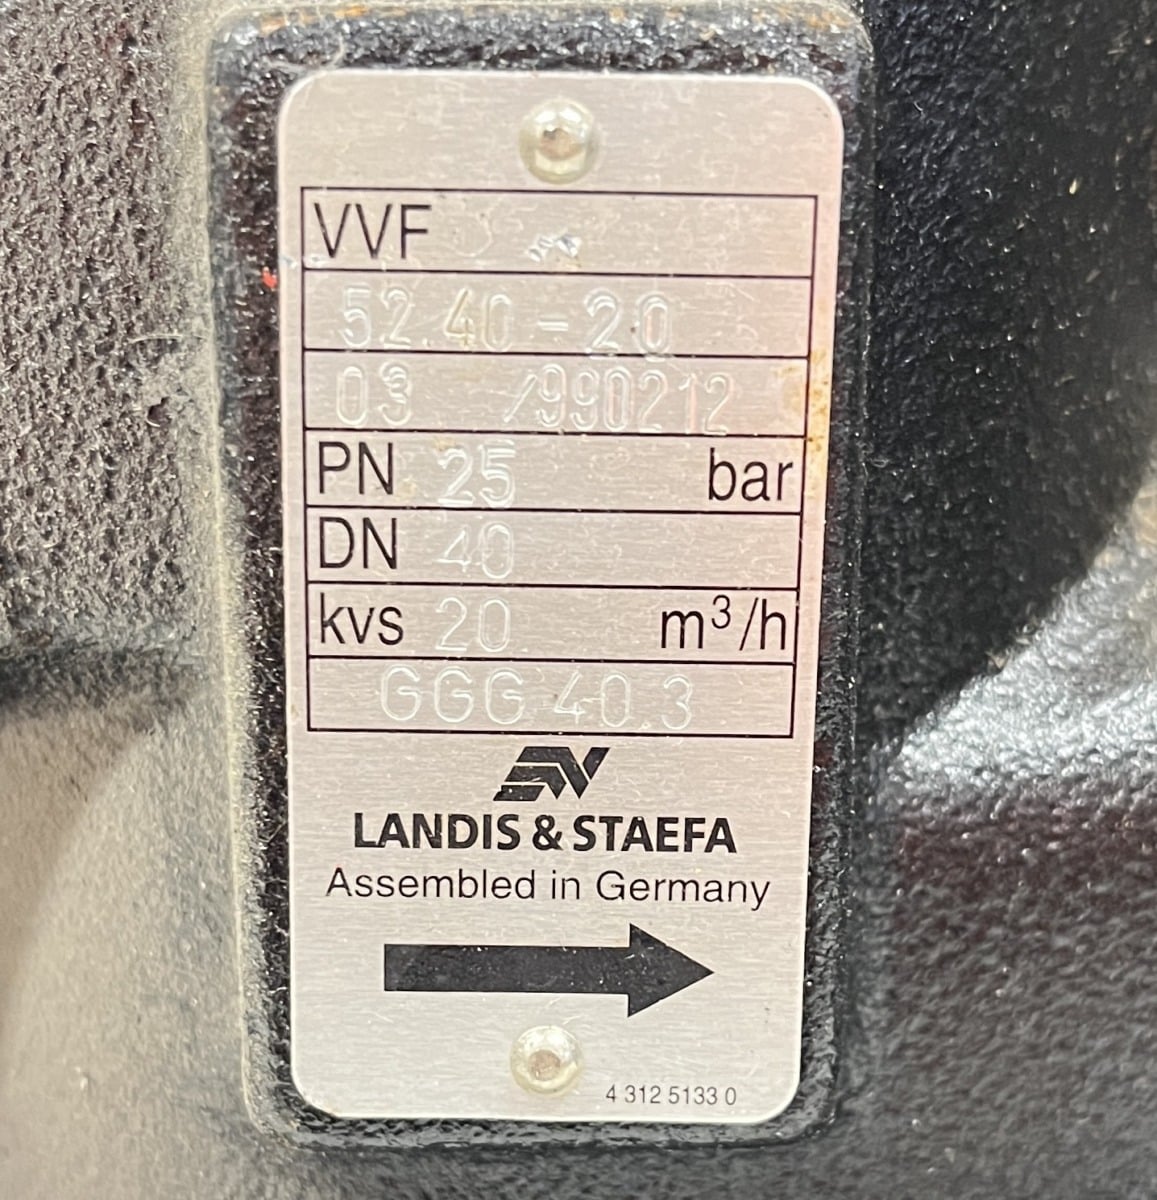 VVF
52.40-20
03 /990212
PN 25 bar
DN 40
kvs 20 m³/h
GGG 40.3
LANDIS & STAEFA
Assembled in Germany
4 312 5133 0